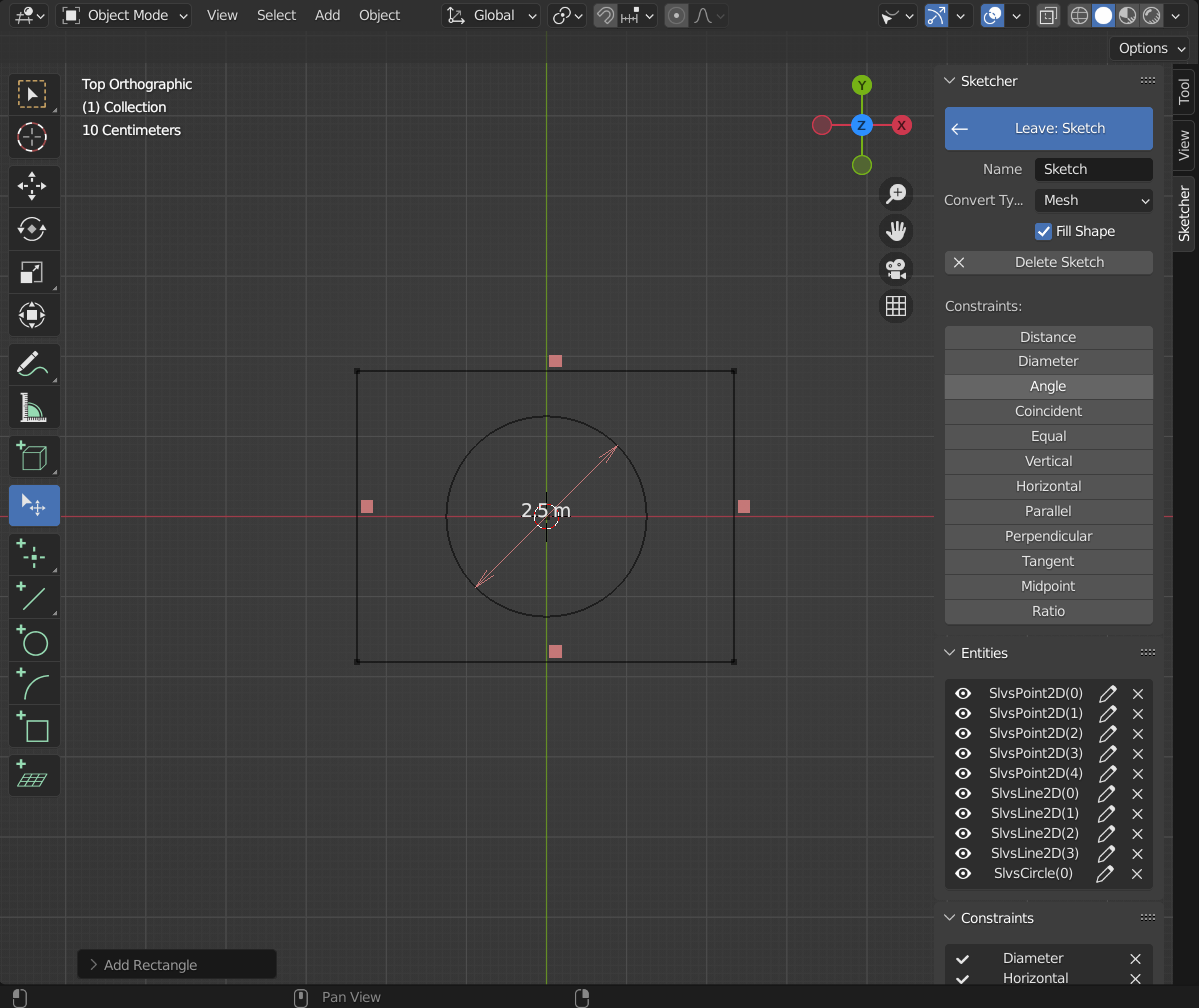 Object Mode View Select Add Object Global
Options
Top Orthographic
(1) Collection
10 Centimeters
Y
Z X
2.5 m
Sketcher
Leave: Sketch
Name Sketch
Convert Ty... Mesh
Fill Shape
Delete Sketch
Constraints:
Distance
Diameter
Angle
Coincident
Equal
Vertical
Horizontal
Parallel
Perpendicular
Tangent
Midpoint
Ratio
Entities
SlvsPoint2D(0)
SlvsPoint2D(1)
SlvsPoint2D(2)
SlvsPoint2D(3)
SlvsPoint2D(4)
SlvsLine2D(0)
SlvsLine2D(1)
SlvsLine2D(2)
SlvsLine2D(3)
SlvsCircle(0)
Constraints
Diameter
Horizontal
Tool
View
Sketcher
Add Rectangle
Pan View